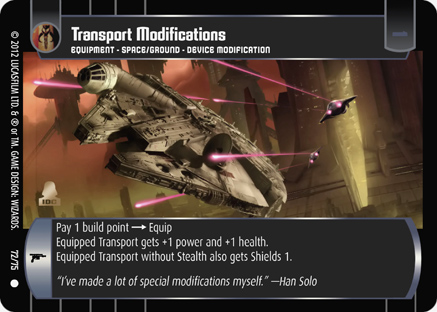 Transport Modifications
EQUIPMENT - SPACE/GROUND - DEVICE MODIFICATION
100
Pay 1 build point → Equip
Equipped Transport gets +1 power and +1 health.
Equipped Transport without Stealth also gets Shields 1.
“I've made a lot of special modifications myself.” —Han Solo
© 2012 LUCASFILM LTD. & ® or TM. GAME DESIGN: WIZARDS.
72/75